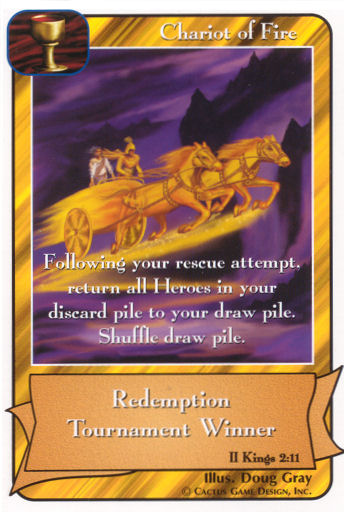 Chariot of Fire
Following your rescue attempt,
return all Heroes in your
discard pile to your draw pile.
Shuffle draw pile.
Redemption
Tournament Winner
II Kings 2:11
Illus. Doug Gray
© CACTUS GAME DESIGN, INC.